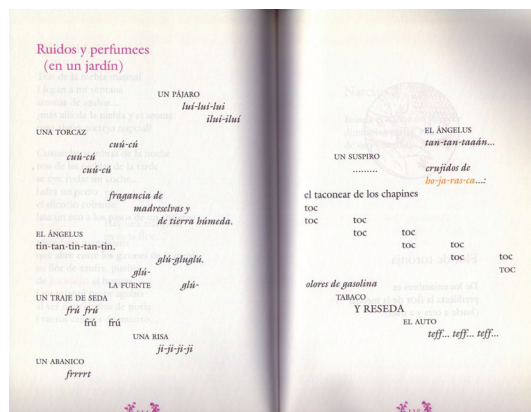 Ruidos y perfumees
(en un jardín)
UN PÁJARO
luí-luí-lui
iluí-iluí
UNA TORCAZ
cuú-cú
cuú-cú
cuú-cú
fragancia de
madreselvas y
de tierra húmeda.
EL ÁNGELUS
tin-tan-tin-tan-tin.
glú-gluglú.
glú-
LA FUENTE glú-
UN TRAJE DE SEDA
frú frú
frú frú
UNA RISA
ji-ji-ji-ji
UN ABANICO
frrrrt
EL ÁNGELUS
tan-tan-taaán...
UN SUSPIRO
.........
crujidos de
ho-ja-ras-ca...:
el taconear de los chapines
toc
toc toc
toc toc
toc toc
toc toc
TOC
olores de gasolina
TABACO
Y RESEDA
EL AUTO
teff... teff... teff...